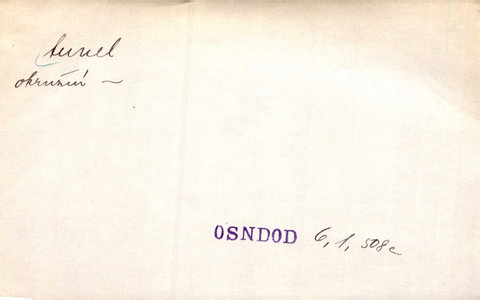 tunel
okružní ~
OSNDOD 6, 1, 508c